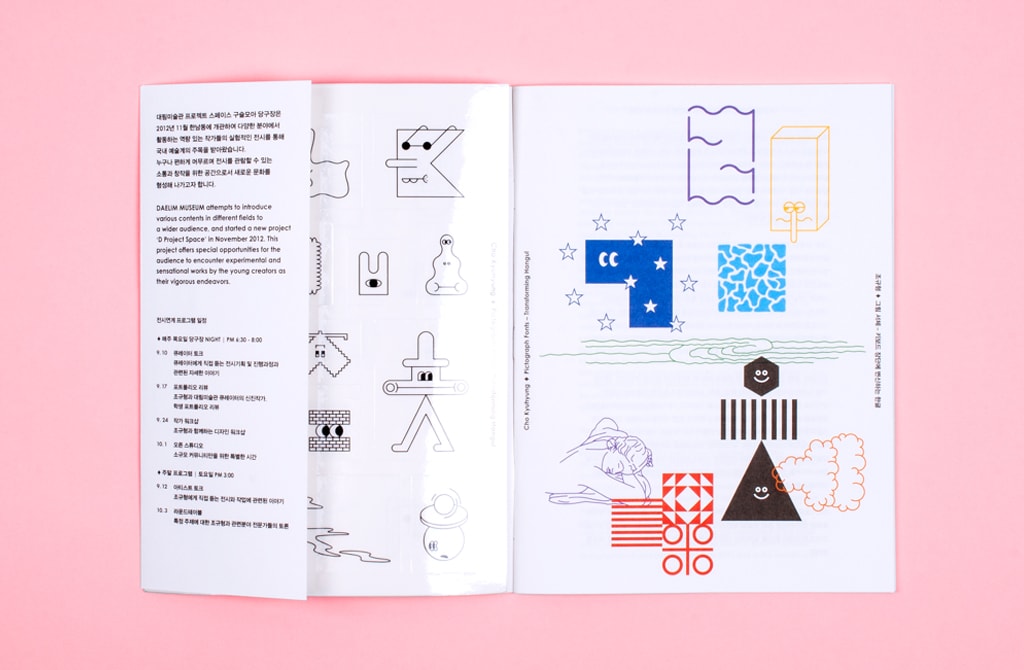 대림미술관 프로젝트 스페이스 구슬모아 당구장은
2012년 11월 한남동에 개관하여 다양한 분야에서
활동하는 역량 있는 작가들의 실험적인 전시를 통해
국내 예술계의 주목을 받아왔습니다.
누구나 편하게 머무르며 전시를 관람할 수 있는
소통과 창작을 위한 공간으로서 새로운 문화를
형성해 나가고자 합니다.
DAELIM MUSEUM attempts to introduce
various contents in different fields to
a wider audience, and started a new project
'D Project Space' in November 2012. This
project offers special opportunities for the
audience to encounter experimental and
sensational works by the young creators as
their vigorous endeavors.
전시연계 프로그램 일정
♦ 매주 목요일 당구장 NIGHT | PM 6:30 - 8:00
9.10 큐레이터 토크
큐레이터에게 직접 듣는 전시기획 및 진행과정과
관련된 자세한 이야기
9.17 포트폴리오 리뷰
조규형과 대림미술관 큐레이터의 신진작가,
학생 포트폴리오 리뷰
9.24 작가 워크샵
조규형과 함께하는 디자인 워크샵
10.1 오픈 스튜디오
소규모 커뮤니티만을 위한 특별한 시간
♦ 주말 프로그램 | 토요일 PM 3:00
9.12 아티스트 토크
조규형에게 직접 듣는 전시와 작업에 관련된 이야기
10.3 라운드테이블
특정 주제에 대한 조규형과 관련분야 전문가들의 토론
Cho Kyuhyung ♦ Pictograph Fonts – Transforming Hangul
조규형 ♦ 그림 서체 – 키보드 장단에 변신하는 한글